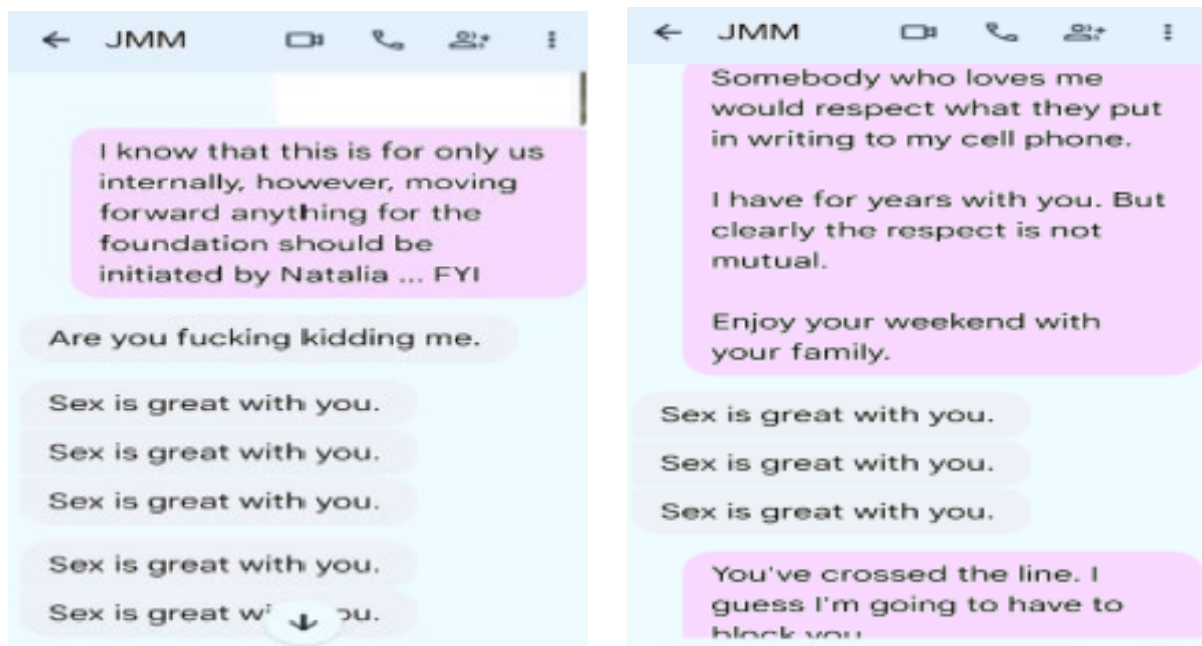 JMM
I know that this is for only us
internally, however, moving
forward anything for the
foundation should be
initiated by Natalia ... FYI
Are you fucking kidding me.
Sex is great with you.
Sex is great with you.
Sex is great with you.
Sex is great with you.
Sex is great wi ou.
JMM
Somebody who loves me
would respect what they put
in writing to my cell phone.
I have for years with you. But
clearly the respect is not
mutual.
Enjoy your weekend with
your family.
Sex is great with you.
Sex is great with you.
Sex is great with you.
You've crossed the line. I
guess I'm going to have to
block you